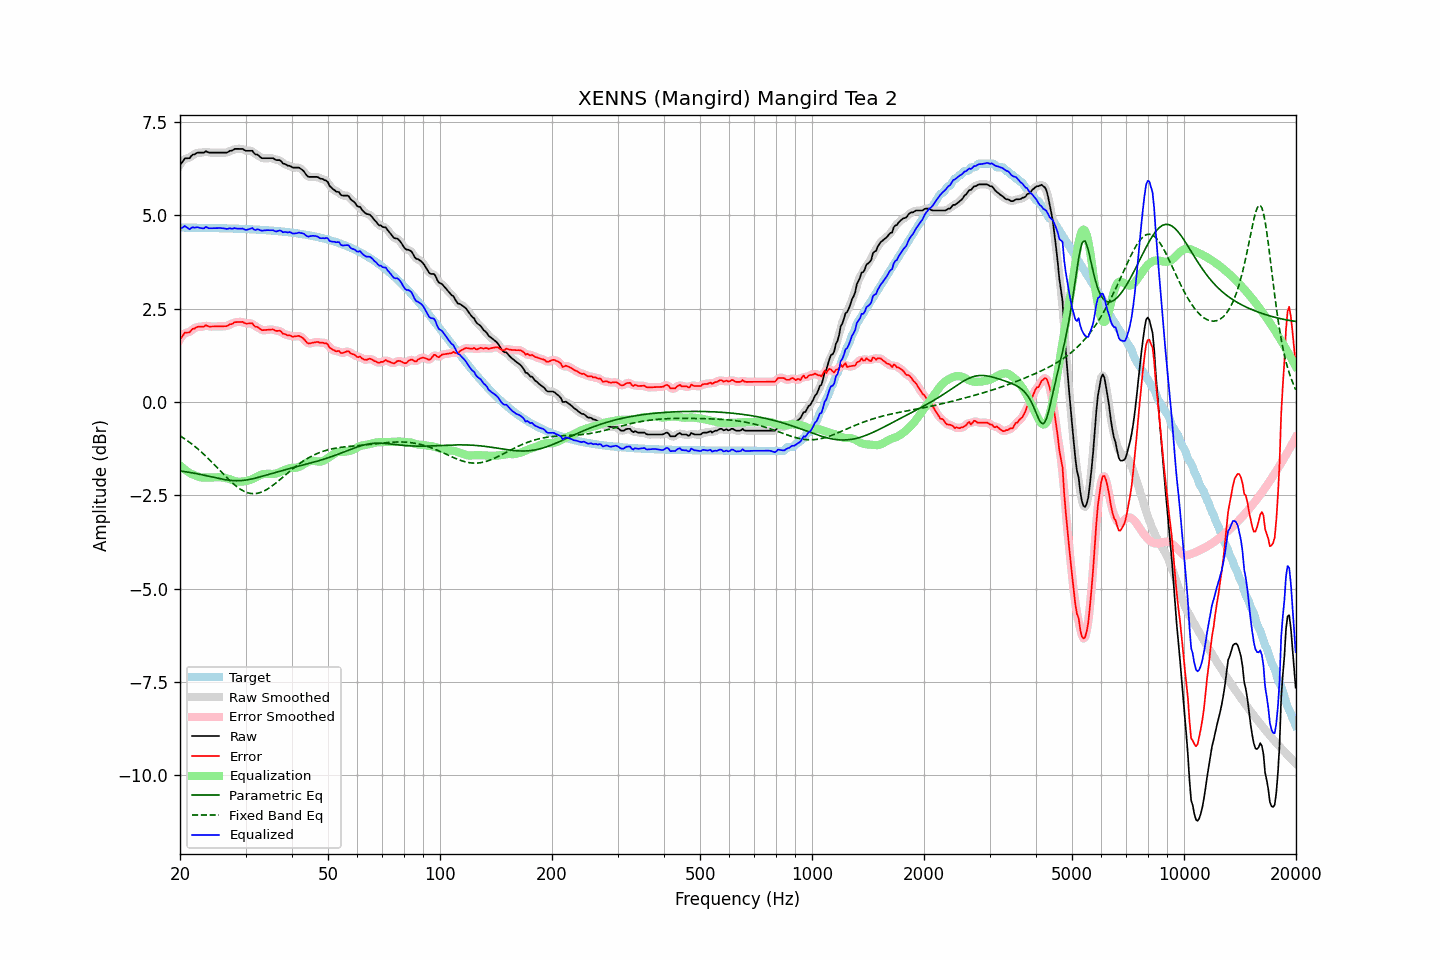 XENNS (Mangird) Mangird Tea 2
Amplitude (dBr)
7.5
5.0
2.5
0.0
−2.5
−5.0
−7.5
−10.0
Target
Raw Smoothed
Error Smoothed
Raw
Error
Equalization
Parametric Eq
Fixed Band Eq
Equalized
20 50 100 200 500 1000 2000 5000 10000 20000
Frequency (Hz)